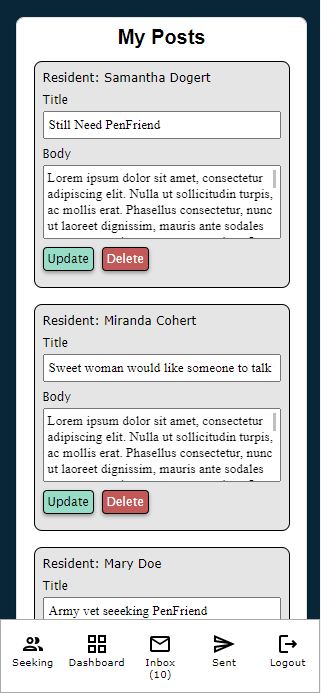 My Posts
Resident: Samantha Dogert
Title
Still Need PenFriend
Body
Lorem ipsum dolor sit amet, consectetur
adipiscing elit. Nulla ut sollicitudin turpis,
ac mollis erat. Phasellus consectetur, nunc
ut laoreet dignissim, mauris ante sodales
Update Delete
Resident: Miranda Cohert
Title
Sweet woman would like someone to talk
Body
Lorem ipsum dolor sit amet, consectetur
adipiscing elit. Nulla ut sollicitudin turpis,
ac mollis erat. Phasellus consectetur, nunc
ut laoreet dignissim, mauris ante sodales
Update Delete
Resident: Mary Doe
Title
Army vet seeeking PenFriend
Seeking Dashboard Inbox Sent Logout
(10)